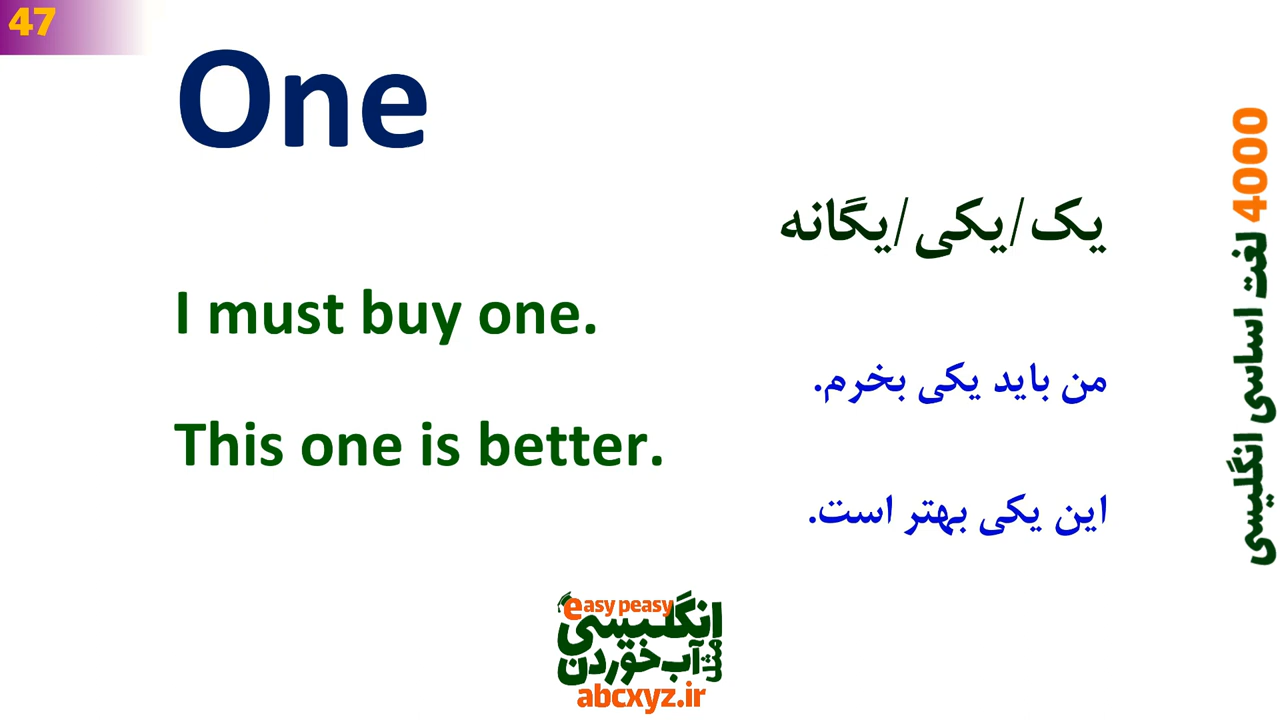 47
One
یک/یکی/یگانه
I must buy one.
من باید یکی بخرم.
This one is better.
این یکی بهتر است.
4000 لغت اساسی انگلیسی
easy peasy
انگلیسی
مثل آب خوردن
abcxyz.ir